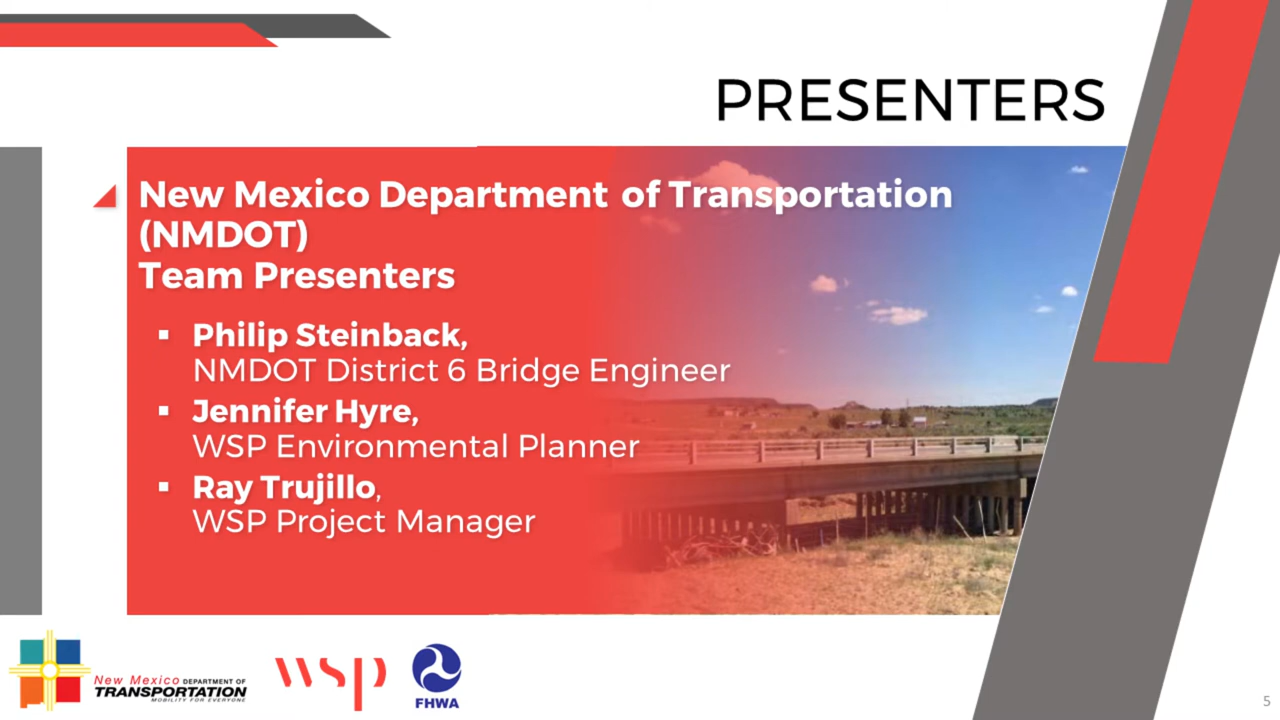 PRESENTERS
New Mexico Department of Transportation
(NMDOT)
Team Presenters
▪ Philip Steinback,
NMDOT District 6 Bridge Engineer
▪ Jennifer Hyre,
WSP Environmental Planner
▪ Ray Trujillo,
WSP Project Manager
New Mexico DEPARTMENT OF
TRANSPORTATION
MOBILITY FOR EVERYONE
wsp
FHWA
5